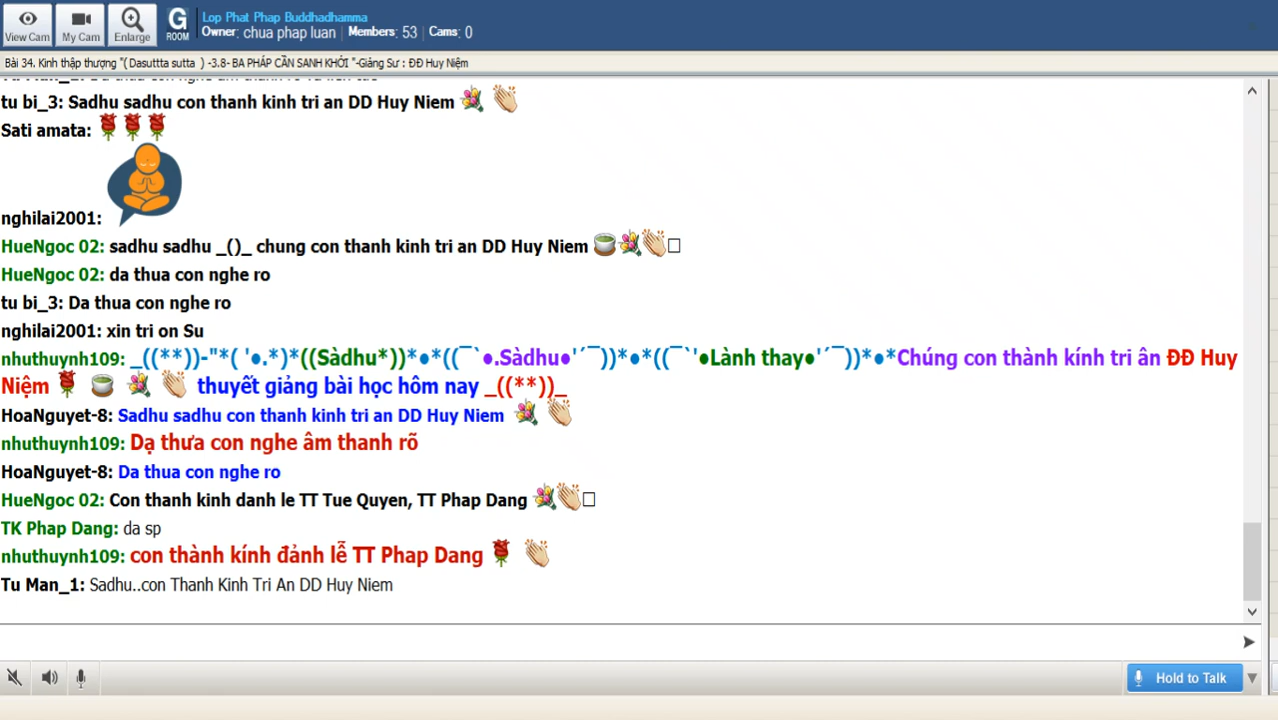 View Cam
My Cam
Enlarge
G
ROOM
Lop Phat Phap Buddhadhamma
Owner: chua phap luan Members: 53 Cams: 0
Bài 34. Kinh thập thượng "( Dasuttta sutta ) -3.8- BA PHÁP CẦN SANH KHỞI "-Giảng Sư : ĐĐ Huy Niệm
tu bi_3: Sadhu sadhu con thanh kinh tri an DD Huy Niem
Sati amata:
nghilai2001:
HueNgoc 02: sadhu sadhu _()_ chung con thanh kinh tri an DD Huy Niem
HueNgoc 02: da thua con nghe ro
tu bi_3: Da thua con nghe ro
nghilai2001: xin tri on Su
nhuthuynh109: _((**))-"*( '●.*)*((Sàdhu*))*●*((¯`●.Sàdhu●'´¯))*●*((¯`'●Lành thay●'´¯))*●*Chúng con thành kính tri ân ĐĐ Huy
Niệm thuyết giảng bài học hôm nay _((**))_
HoaNguyet-8: Sadhu sadhu con thanh kinh tri an DD Huy Niem
nhuthuynh109: Dạ thưa con nghe âm thanh rõ
HoaNguyet-8: Da thua con nghe ro
HueNgoc 02: Con thanh kinh danh le TT Tue Quyen, TT Phap Dang
TK Phap Dang: da sp
nhuthuynh109: con thành kính đảnh lễ TT Phap Dang
Tu Man_1: Sadhu..con Thanh Kinh Tri An DD Huy Niem
Hold to Talk